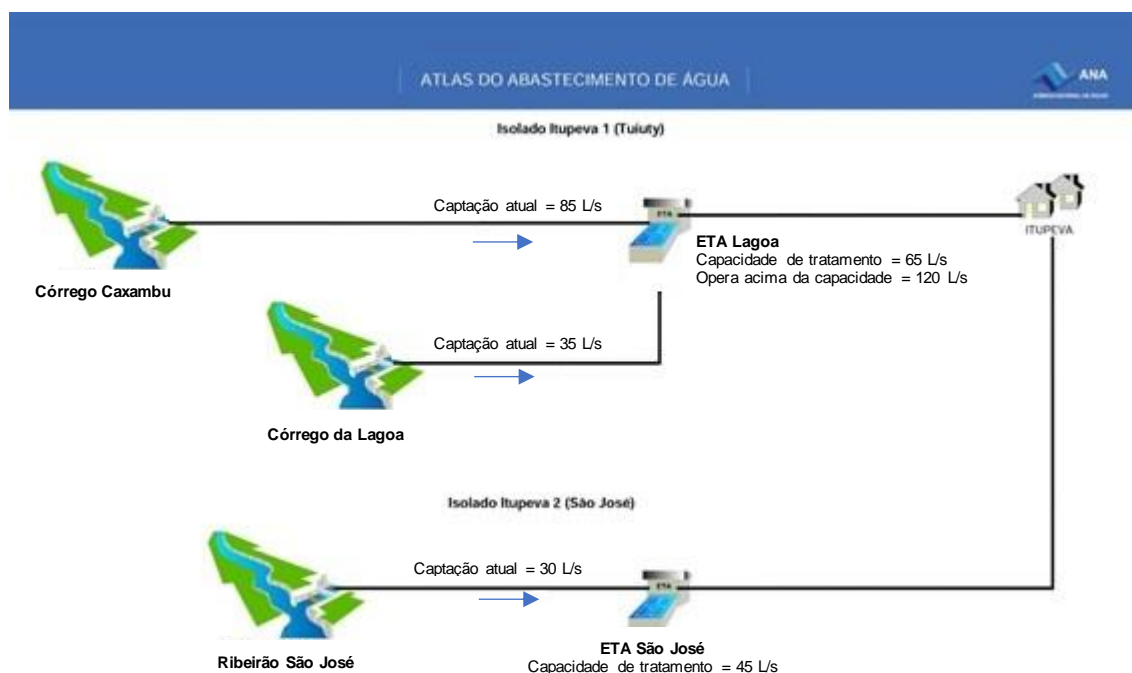 ATLAS DO ABASTECIMENTO DE ÁGUA
ANA
Isolado Itupeva 1 (Tuiuty)
Captação atual = 85 L/s
ETA
ITUPEVA
ETA Lagoa
Capacidade de tratamento = 65 L/s
Opera acima da capacidade = 120 L/s
Córrego Caxambu
Captação atual = 35 L/s
Córrego da Lagoa
Isolado Itupeva 2 (São José)
Captação atual = 30 L/s
ETA
Ribeirão São José
ETA São José
Capacidade de tratamento = 45 L/s